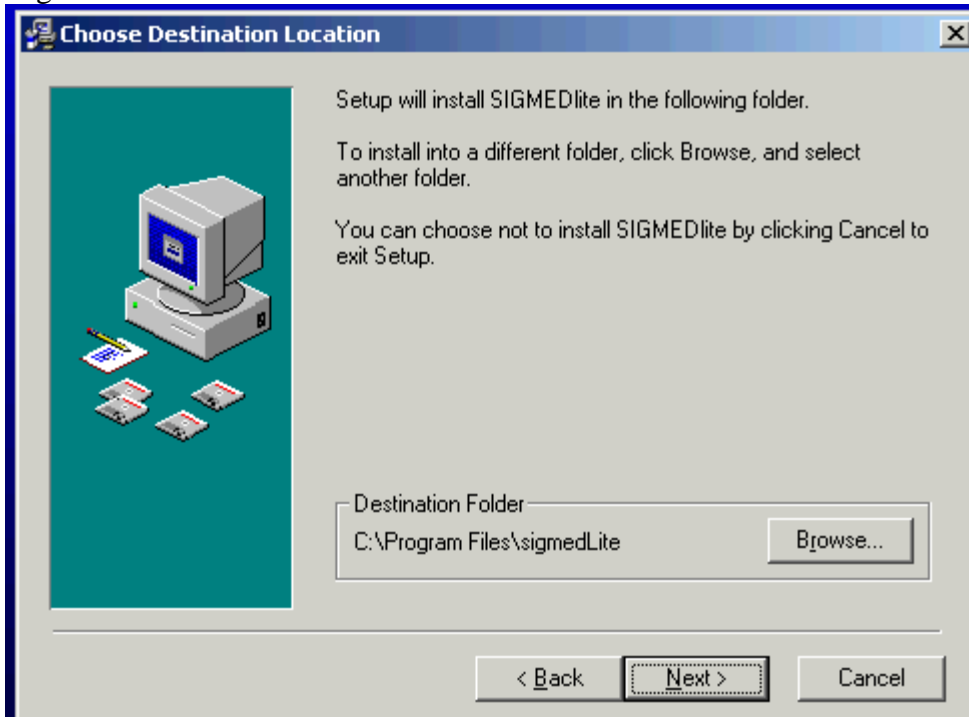 Choose Destination Location
Setup will install SIGMEDlite in the following folder.
To install into a different folder, click Browse, and select
another folder.
You can choose not to install SIGMEDlite by clicking Cancel to
exit Setup.
Destination Folder
C:\Program Files\sigmedLite
Browse...
< Back
Next >
Cancel